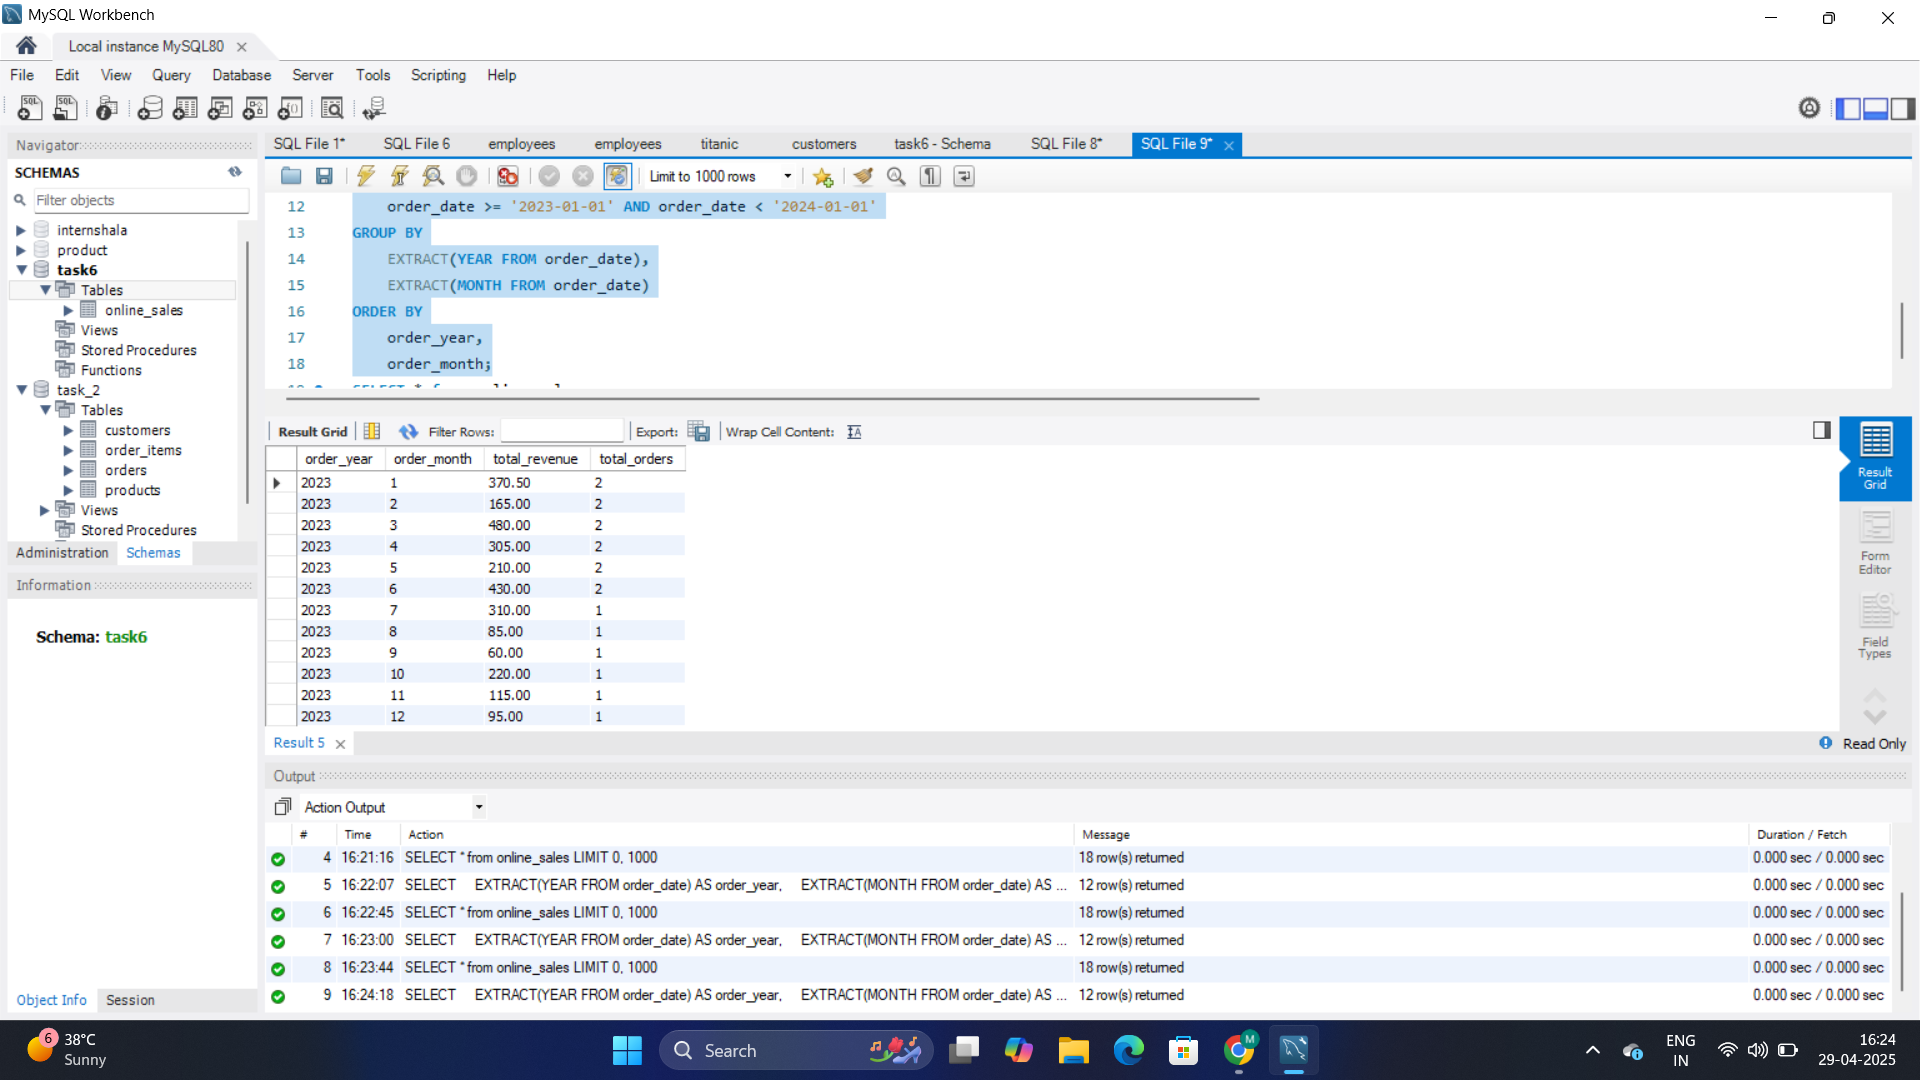 MySQL Workbench
Local instance MySQL80
File Edit View Query Database Server Tools Scripting Help
Navigator
SCHEMAS
Filter objects
internshala
product
task6
Tables
online_sales
Views
Stored Procedures
Functions
task_2
Tables
customers
order_items
orders
products
Views
Stored Procedures
Administration Schemas
Information
Schema: task6
Object Info Session
SQL File 1* SQL File 6 employees employees titanic customers task6 - Schema SQL File 8* SQL File 9*
Limit to 1000 rows
12 order_date >= '2023-01-01' AND order_date < '2024-01-01'
13 GROUP BY
14 EXTRACT(YEAR FROM order_date),
15 EXTRACT(MONTH FROM order_date)
16 ORDER BY
17 order_year,
18 order_month;
Result Grid Filter Rows: Export: Wrap Cell Content:
order_year order_month total_revenue total_orders
2023 1 370.50 2
2023 2 165.00 2
2023 3 480.00 2
2023 4 305.00 2
2023 5 210.00 2
2023 6 430.00 2
2023 7 310.00 1
2023 8 85.00 1
2023 9 60.00 1
2023 10 220.00 1
2023 11 115.00 1
2023 12 95.00 1
Result
Grid
Form
Editor
Field
Types
Result 5
Read Only
Output
Action Output
# Time Action Message Duration / Fetch
4 16:21:16 SELECT * from online_sales LIMIT 0, 1000 18 row(s) returned 0.000 sec / 0.000 sec
5 16:22:07 SELECT EXTRACT(YEAR FROM order_date) AS order_year, EXTRACT(MONTH FROM order_date) AS ... 12 row(s) returned 0.000 sec / 0.000 sec
6 16:22:45 SELECT * from online_sales LIMIT 0, 1000 18 row(s) returned 0.000 sec / 0.000 sec
7 16:23:00 SELECT EXTRACT(YEAR FROM order_date) AS order_year, EXTRACT(MONTH FROM order_date) AS ... 12 row(s) returned 0.000 sec / 0.000 sec
8 16:23:44 SELECT * from online_sales LIMIT 0, 1000 18 row(s) returned 0.000 sec / 0.000 sec
9 16:24:18 SELECT EXTRACT(YEAR FROM order_date) AS order_year, EXTRACT(MONTH FROM order_date) AS ... 12 row(s) returned 0.000 sec / 0.000 sec
6
38°C
Sunny
Search
M
ENG
IN
16:24
29-04-2025